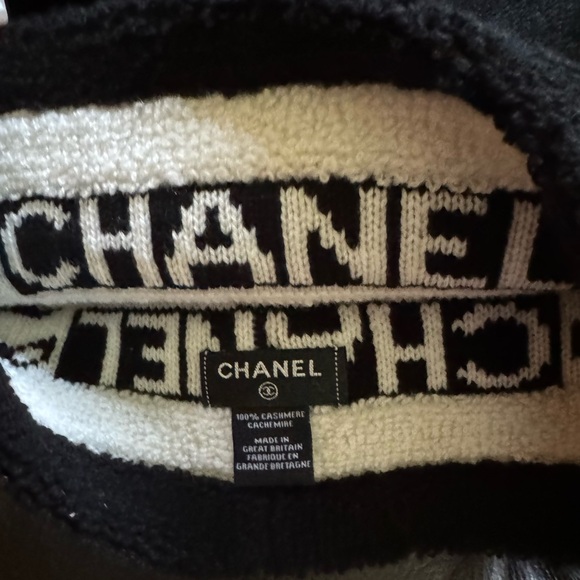 CHANEL
CHANEL
CHANEL
100% CASHMERE
CACHEMIRE
MADE IN
GREAT BRITAIN
FABRIQUE EN
GRANDE BRETAGNE